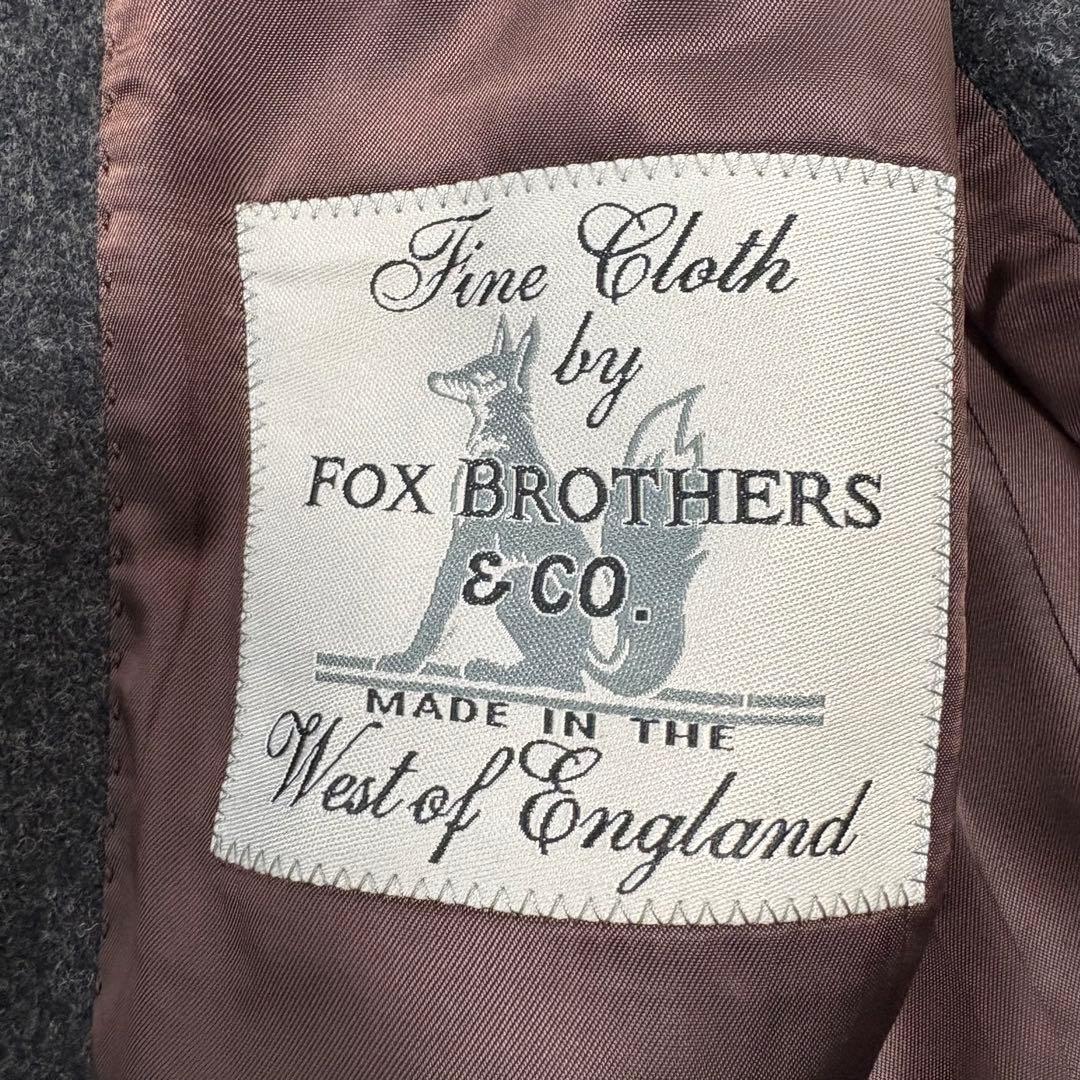 Fine Cloth
by
FOX BROTHERS
& CO.
MADE IN THE
West of England